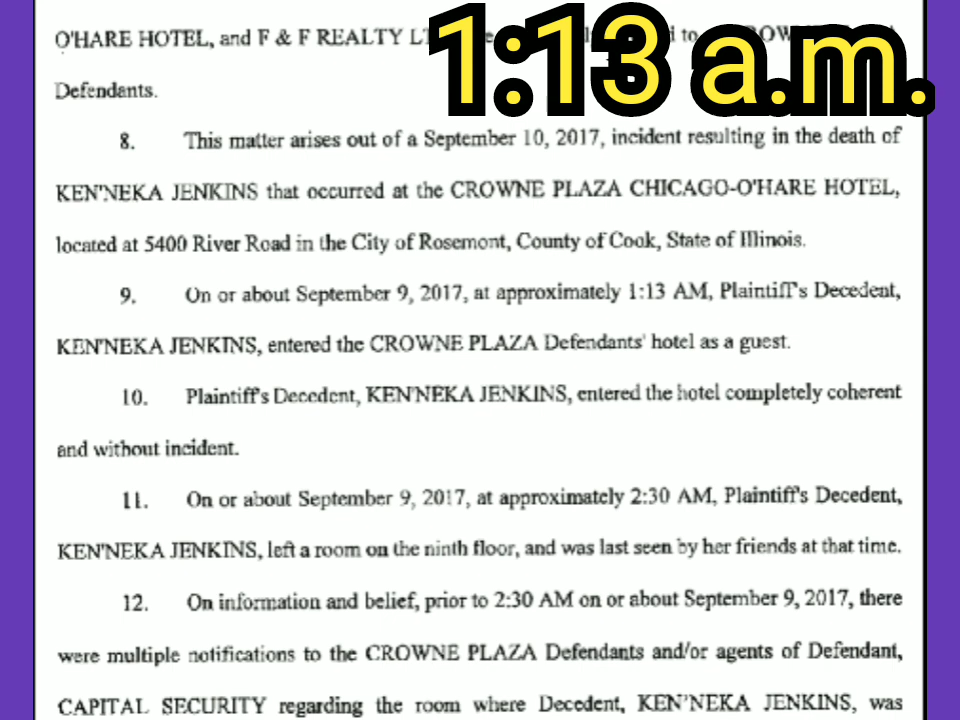 1:13 a.m.
O'HARE HOTEL, and F & F REALTY to
Defendants.
8. This matter arises out of a September 10, 2017, incident resulting in the death of
KEN'NEKA JENKINS that occurred at the CROWNE PLAZA CHICAGO-O'HARE HOTEL,
located at 5400 River Road in the City of Rosemont, County of Cook, State of Illinois.
9. On or about September 9, 2017, at approximately 1:13 AM, Plaintiff's Decedent,
KEN'NEKA JENKINS, entered the CROWNE PLAZA Defendants' hotel as a guest.
10. Plaintiff's Decedent, KEN'NEKA JENKINS, entered the hotel completely coherent
and without incident.
11. On or about September 9, 2017, at approximately 2:30 AM, Plaintiff's Decedent,
KEN'NEKA JENKINS, left a room on the ninth floor, and was last seen by her friends at that time.
12. On information and belief, prior to 2:30 AM on or about September 9, 2017, there
were multiple notifications to the CROWNE PLAZA Defendants and/or agents of Defendant,
CAPITAL SECURITY regarding the room where Decedent, KEN'NEKA JENKINS, was